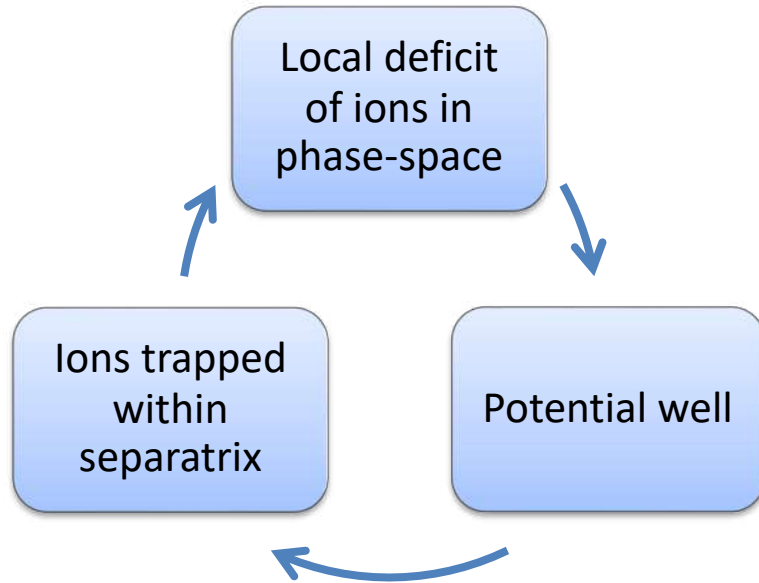 Local deficit
of ions in
phase-space
Ions trapped
within
separatrix
Potential well